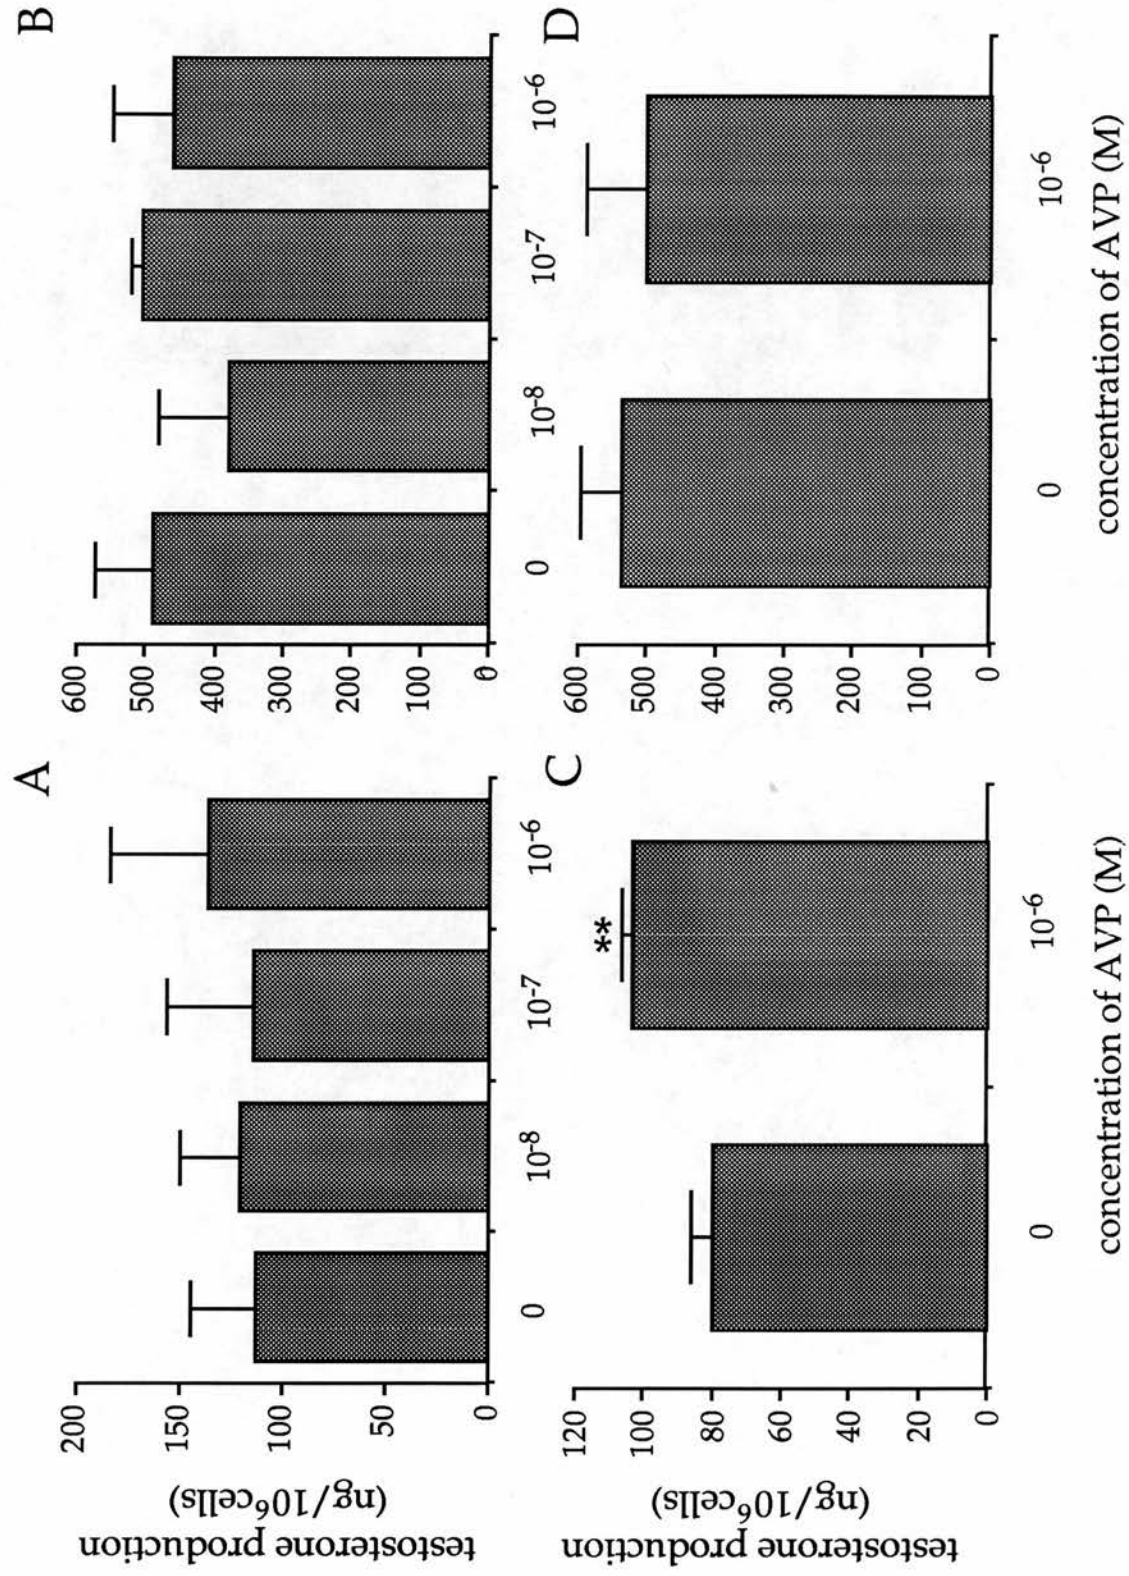 A
testosterone production
(ng/10⁶cells)
200
150
100
50
0
0 10⁻⁸ 10⁻⁷ 10⁻⁶
B
600
500
400
300
200
100
0
0 10⁻⁸ 10⁻⁷ 10⁻⁶
C
testosterone production
(ng/10⁶cells)
120
100
80
60
40
20
0
**
0 10⁻⁶
concentration of AVP (M)
D
600
500
400
300
200
100
0
0 10⁻⁶
concentration of AVP (M)